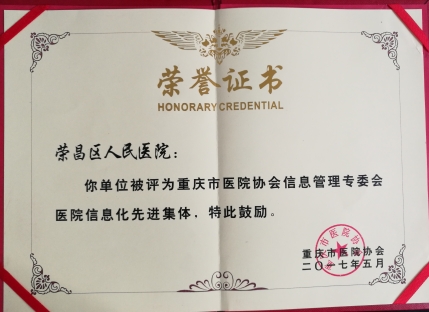 荣誉证书
HONORARY CREDENTIAL
荣昌区人民医院：
你单位被评为重庆市医院协会信息管理专委会
医院信息化先进集体，特此鼓励。
重庆市医院协会
二〇一七年五月